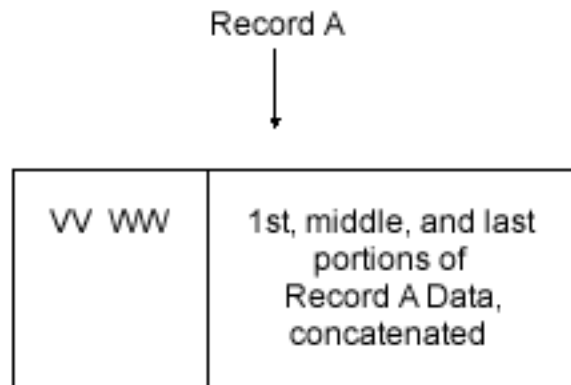 Record A
VV WW
1st, middle, and last
portions of
Record A Data,
concatenated